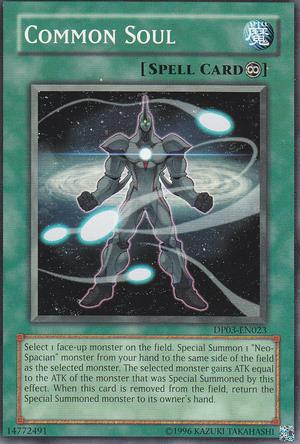 COMMON SOUL
[SPELL CARD]
DP03-EN023
Select 1 face-up monster on the field. Special Summon 1 "Neo-
Spacian" monster from your hand to the same side of the field
as the selected monster. The selected monster gains ATK equal
to the ATK of the monster that was Special Summoned by this
effect. When this card is removed from the field, return the
Special Summoned monster to its owner's hand.
14772491
©1996 KAZUKI TAKAHASHI